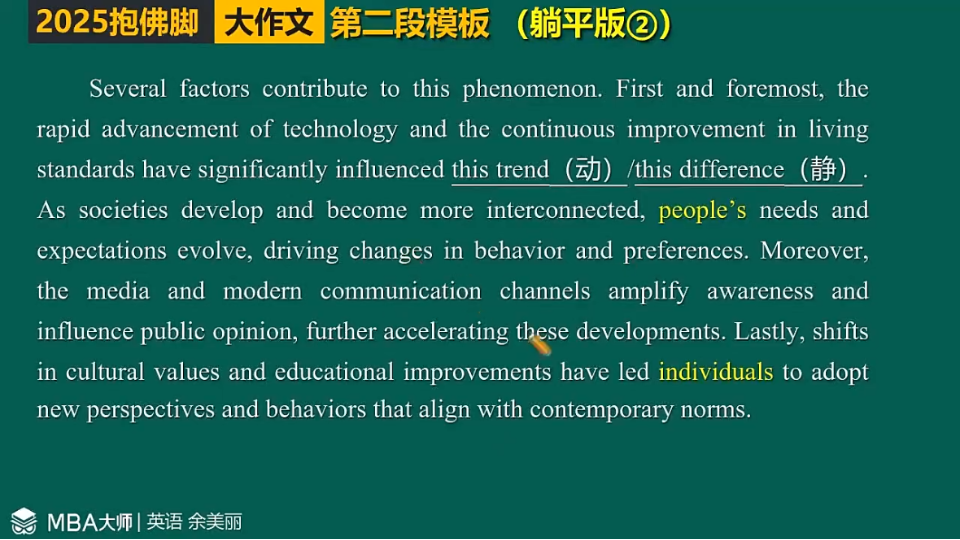 2025抱佛脚 大作文 第二段模板 （躺平版②）
Several factors contribute to this phenomenon. First and foremost, the
rapid advancement of technology and the continuous improvement in living
standards have significantly influenced this trend（动）/this difference（静）.
As societies develop and become more interconnected, people’s needs and
expectations evolve, driving changes in behavior and preferences. Moreover,
the media and modern communication channels amplify awareness and
influence public opinion, further accelerating these developments. Lastly, shifts
in cultural values and educational improvements have led individuals to adopt
new perspectives and behaviors that align with contemporary norms.
MBA大师 | 英语 余美丽